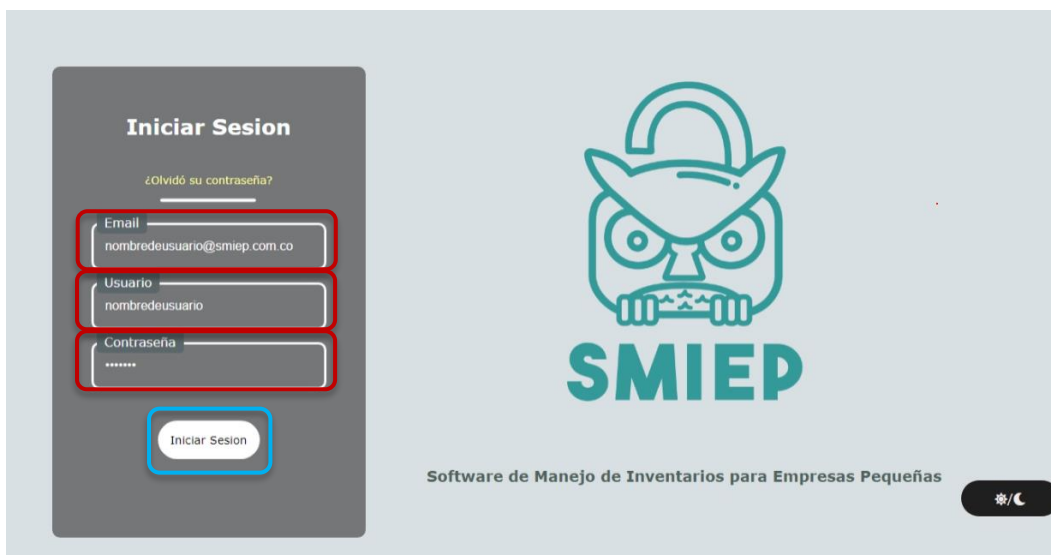 Iniciar Sesion
¿Olvidó su contraseña?
Email
nombredeusuario@smiep.com.co
Usuario
nombredeusuario
Contraseña
•••••••
Iniciar Sesion
SMIEP
Software de Manejo de Inventarios para Empresas Pequeñas
/